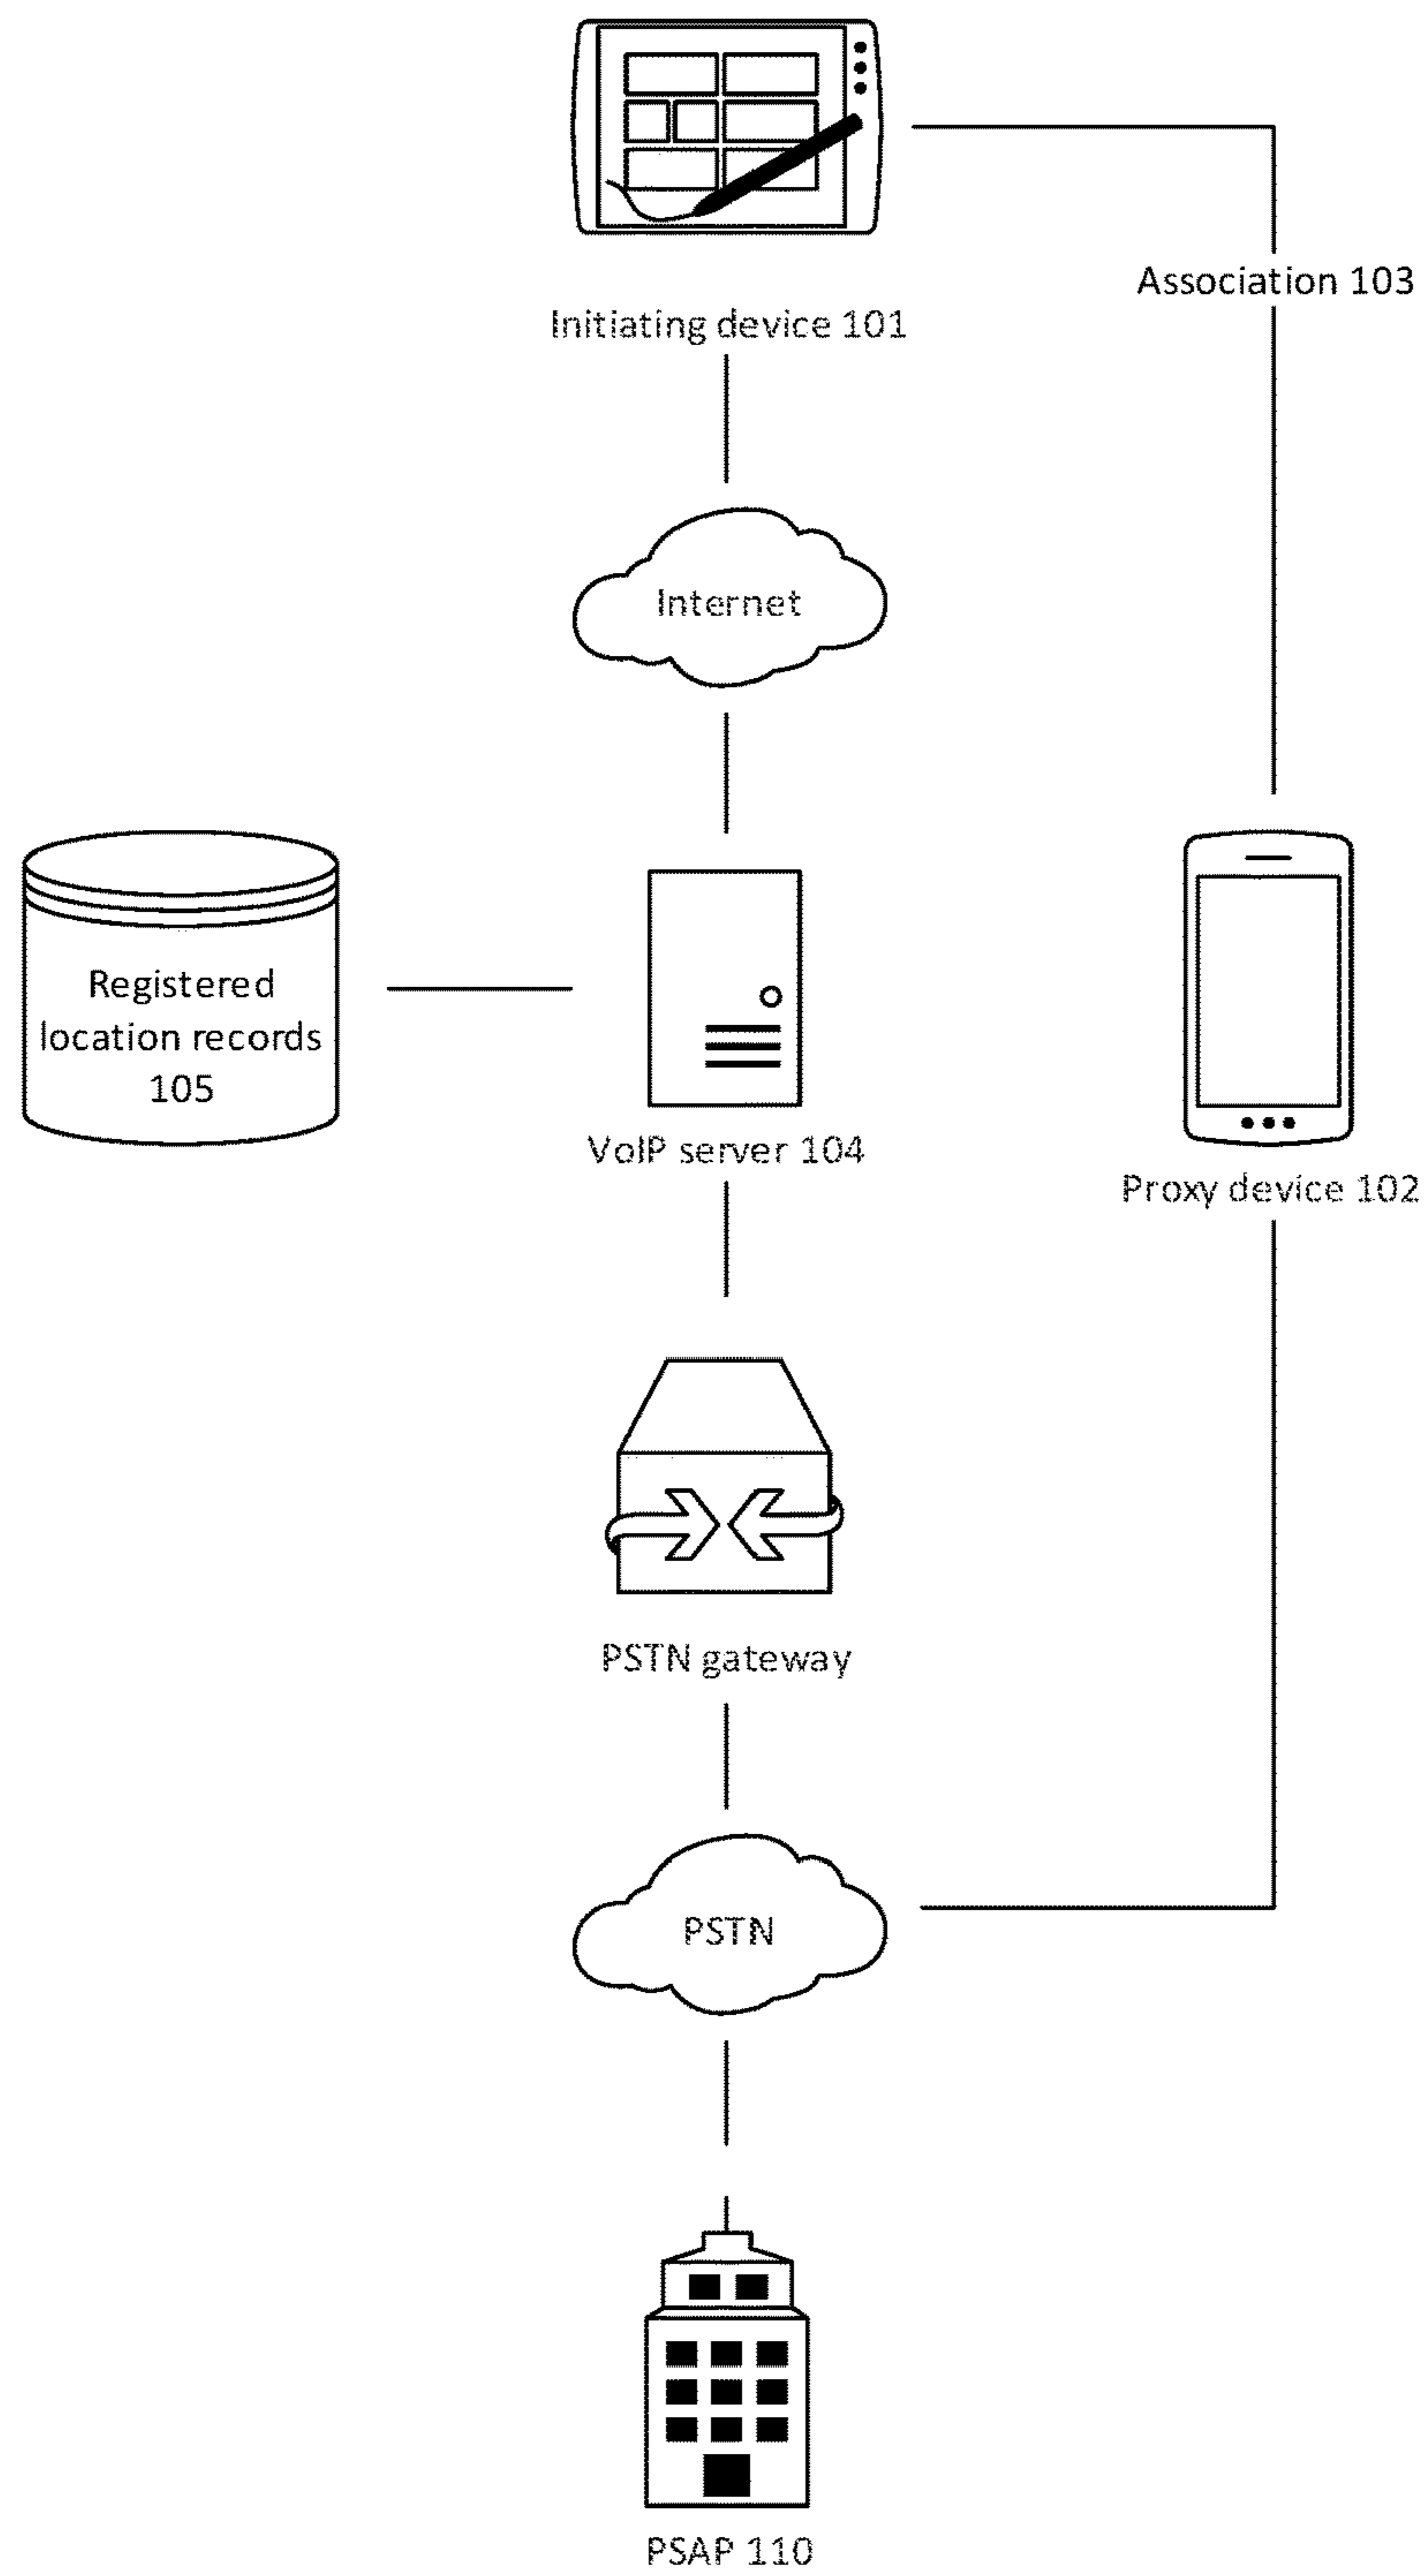 Association 103
Initiating device 101
Internet
Registered
location records
105
VoIP server 104
Proxy device 102
PSTN gateway
PSTN
PSAP 110